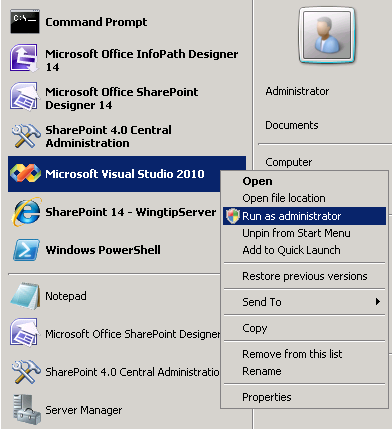 Command Prompt
Microsoft Office InfoPath Designer
14
Microsoft Office SharePoint
Designer 14
SharePoint 4.0 Central
Administration
Microsoft Visual Studio 2010
SharePoint 14 - WingtipServer
Windows PowerShell
Notepad
Microsoft Office SharePoint Designer
SharePoint 4.0 Central Administratio
Server Manager
Administrator
Documents
Computer
Open
Open file location
Run as administrator
Unpin from Start Menu
Add to Quick Launch
Restore previous versions
Send To
Copy
Remove from this list
Rename
Properties